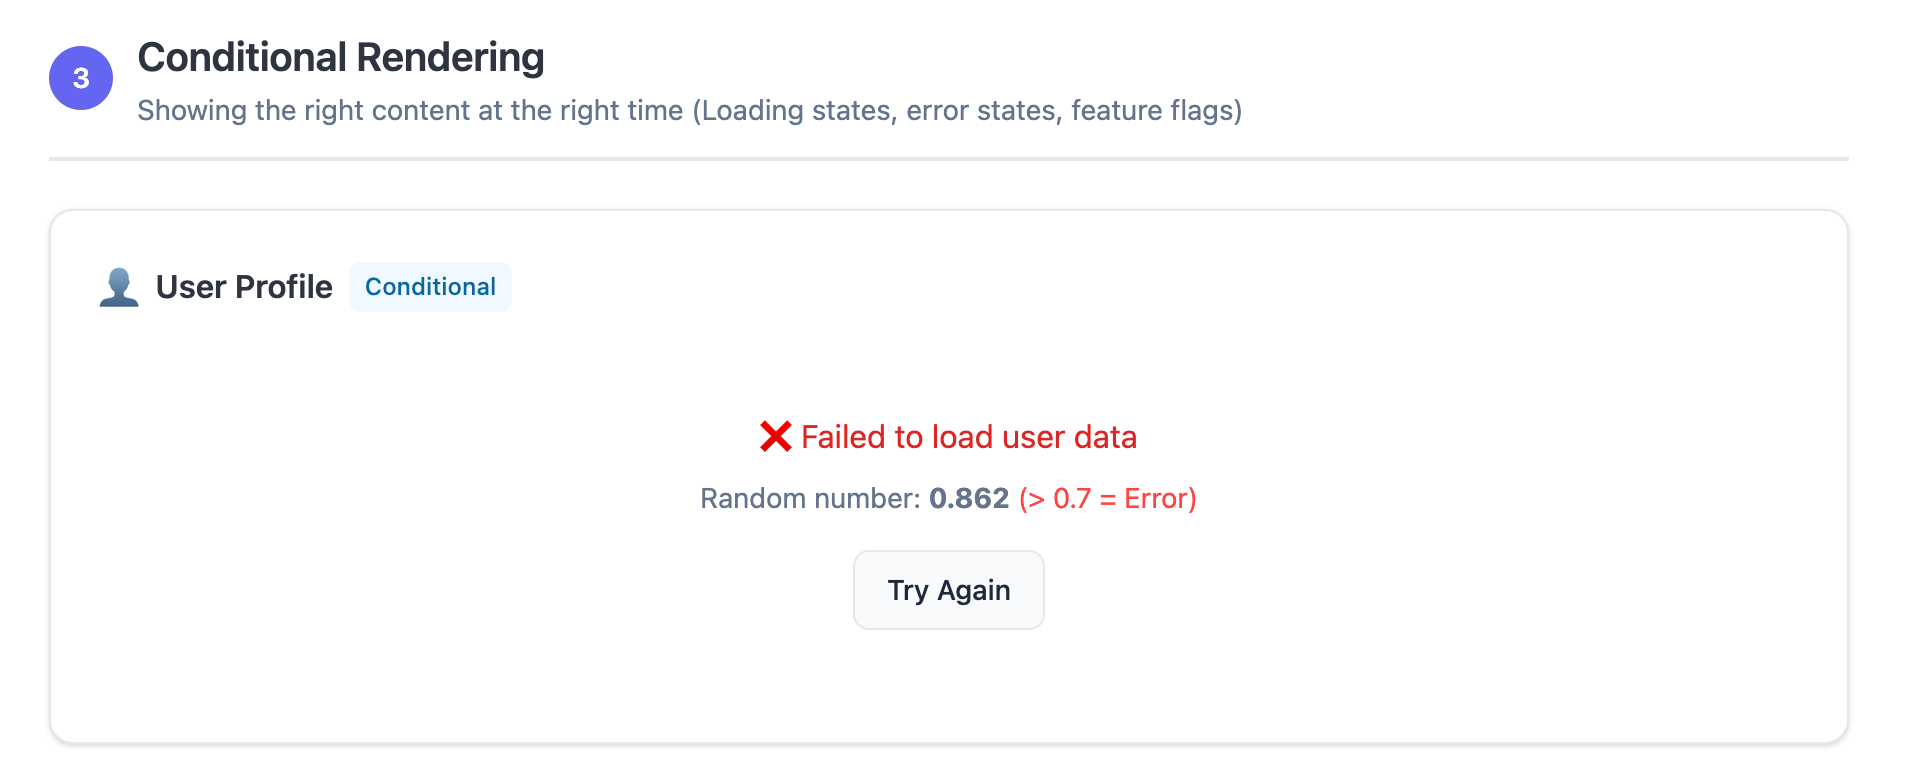 3
Conditional Rendering
Showing the right content at the right time (Loading states, error states, feature flags)
User Profile Conditional
Failed to load user data
Random number: 0.862 (> 0.7 = Error)
Try Again